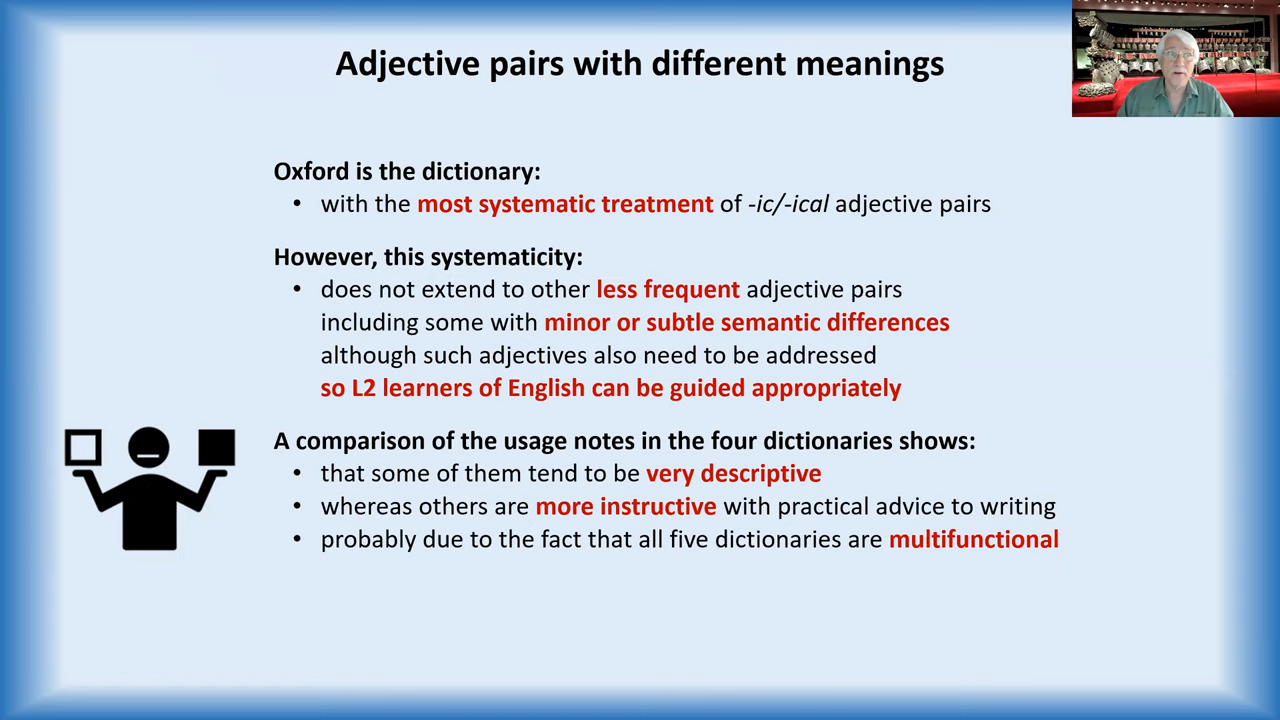 Adjective pairs with different meanings
Oxford is the dictionary:
• with the most systematic treatment of -ic/-ical adjective pairs
However, this systematicity:
• does not extend to other less frequent adjective pairs
including some with minor or subtle semantic differences
although such adjectives also need to be addressed
so L2 learners of English can be guided appropriately
A comparison of the usage notes in the four dictionaries shows:
• that some of them tend to be very descriptive
• whereas others are more instructive with practical advice to writing
• probably due to the fact that all five dictionaries are multifunctional